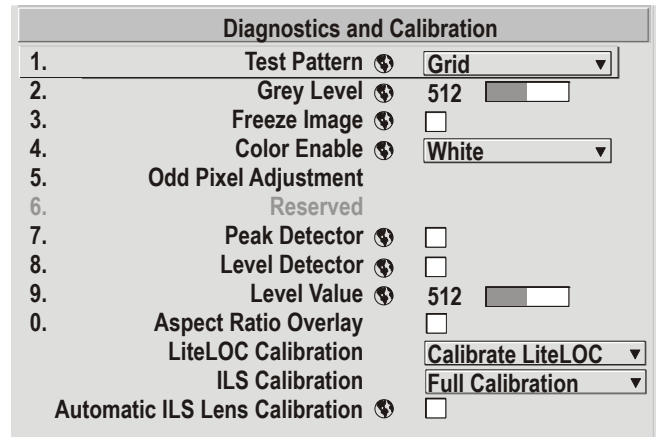 Diagnostics and Calibration
1. Test Pattern Grid
2. Grey Level 512
3. Freeze Image
4. Color Enable White
5. Odd Pixel Adjustment
6. Reserved
7. Peak Detector
8. Level Detector
9. Level Value 512
0. Aspect Ratio Overlay
LiteLOC Calibration Calibrate LiteLOC
ILS Calibration Full Calibration
Automatic ILS Lens Calibration